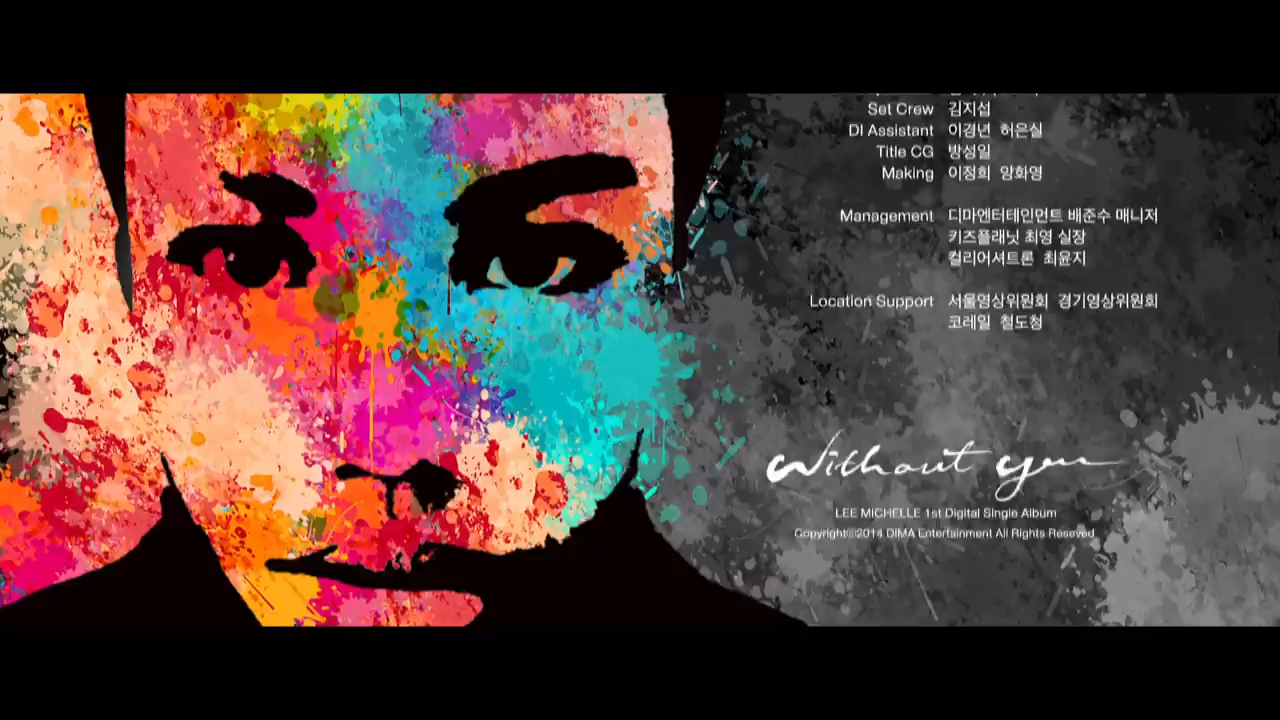 Set Crew 김지섭
DI Assistant 이경년 허은실
Title CG 방성일
Making 이정희 양화영
Management 디마엔터테인먼트 배준수 매니저
키즈플래닛 최영 실장
컬리어셔트론 최윤지
Location Support 서울영상위원회 경기영상위원회
코레일 철도청
Without you
LEE MICHELLE 1st Digital Single Album
Copyrightⓒ2014 DIMA Entertainment All Rights Reseved